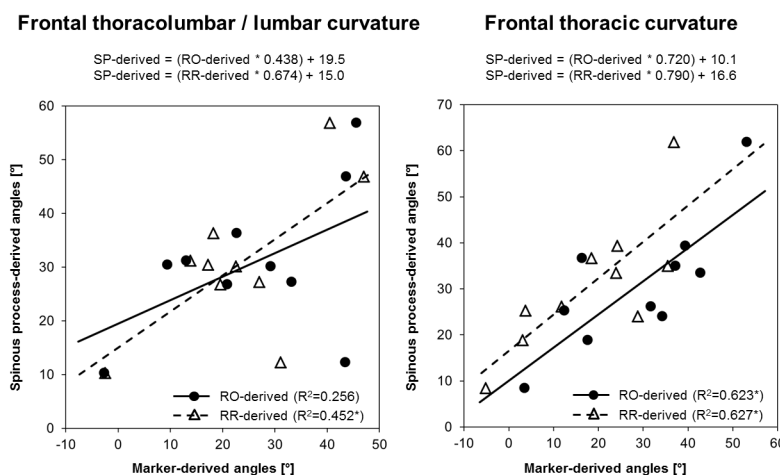 Frontal thoracolumbar / lumbar curvature
SP-derived = (RO-derived * 0.438) + 19.5
SP-derived = (RR-derived * 0.674) + 15.0
Spinous process-derived angles [º]
60
50
40
30
20
10
0
RO-derived (R²=0.256)
RR-derived (R²=0.452*)
-10 0 10 20 30 40 50
Marker-derived angles [º]
Frontal thoracic curvature
SP-derived = (RO-derived * 0.720) + 10.1
SP-derived = (RR-derived * 0.790) + 16.6
Spinous process-derived angles [º]
70
60
50
40
30
20
10
0
RO-derived (R²=0.623*)
RR-derived (R²=0.627*)
-10 0 10 20 30 40 50 60
Marker-derived angles [º]